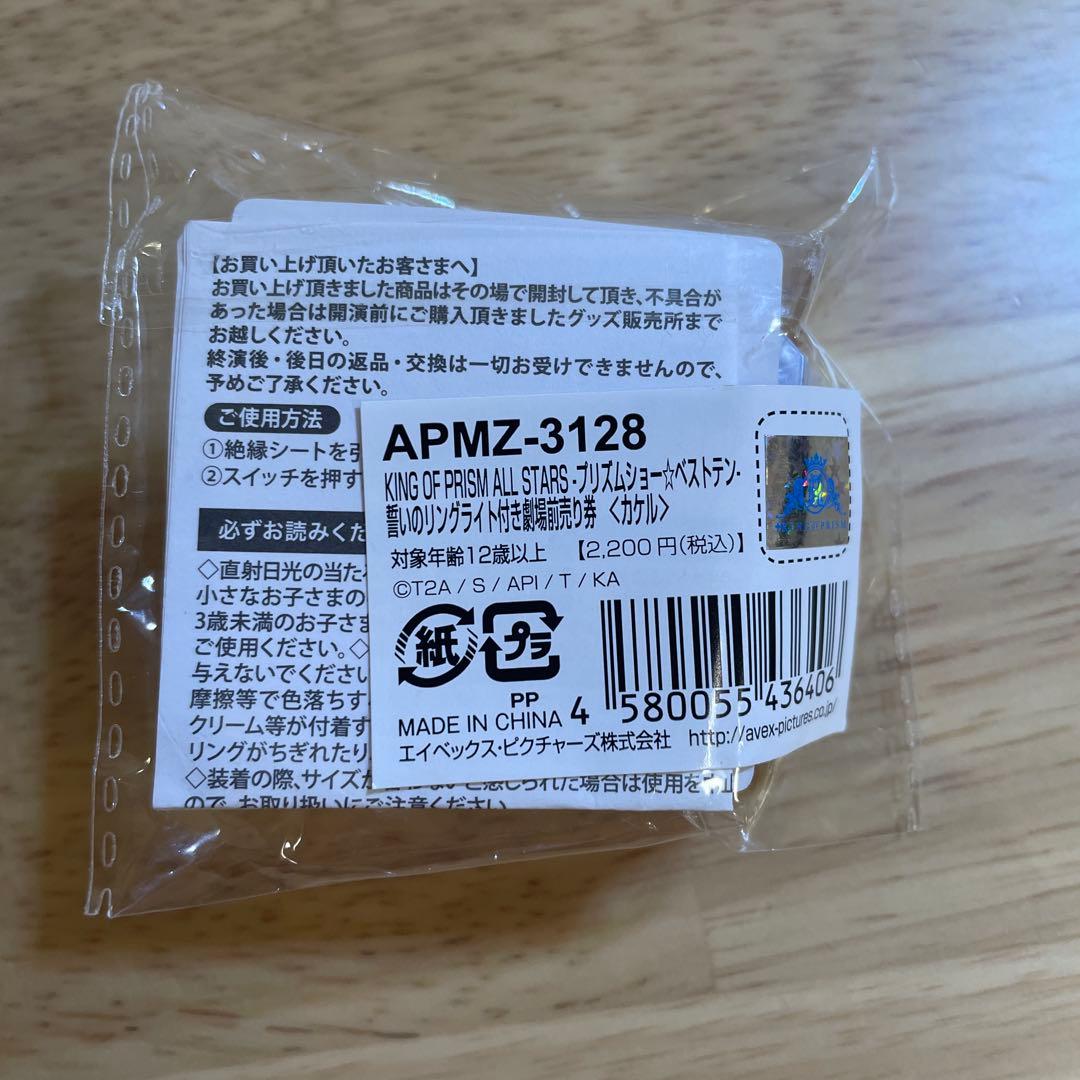 【お買い上げ頂いたお客さまへ】
お買い上げ頂きました商品はその場で開封して頂き、不具合が
あった場合は開演前にご購入頂きましたグッズ販売所まで
お越しください。
終演後・後日の返品・交換は一切お受けできませんので、
予めご了承ください。
ご使用方法
①絶縁シートを引
②スイッチを押す
必ずお読みくだ
◇直射日光の当た
小さなお子さまの
3歳未満のお子さま
ご使用ください。◇
与えないでください
摩擦等で色落ちす
クリーム等が付着す
リングがちぎれたり
◇装着の際、サイズが
と感じられた場合は使用を
ので、お取り扱いにご注意ください
APMZ-3128
KING OF PRISM ALL STARS -プリズムショー☆ベストテン-
誓いのリングライト付き劇場前売り券 〈カケル〉
対象年齢12歳以上 【2,200円(税込)】
©T2A / S / API / T / KA
KING OF PRISM
紙
プラ
PP
MADE IN CHINA
4 580055 436406
エイベックス・ピクチャーズ株式会社 http://avex-pictures.co.jp/